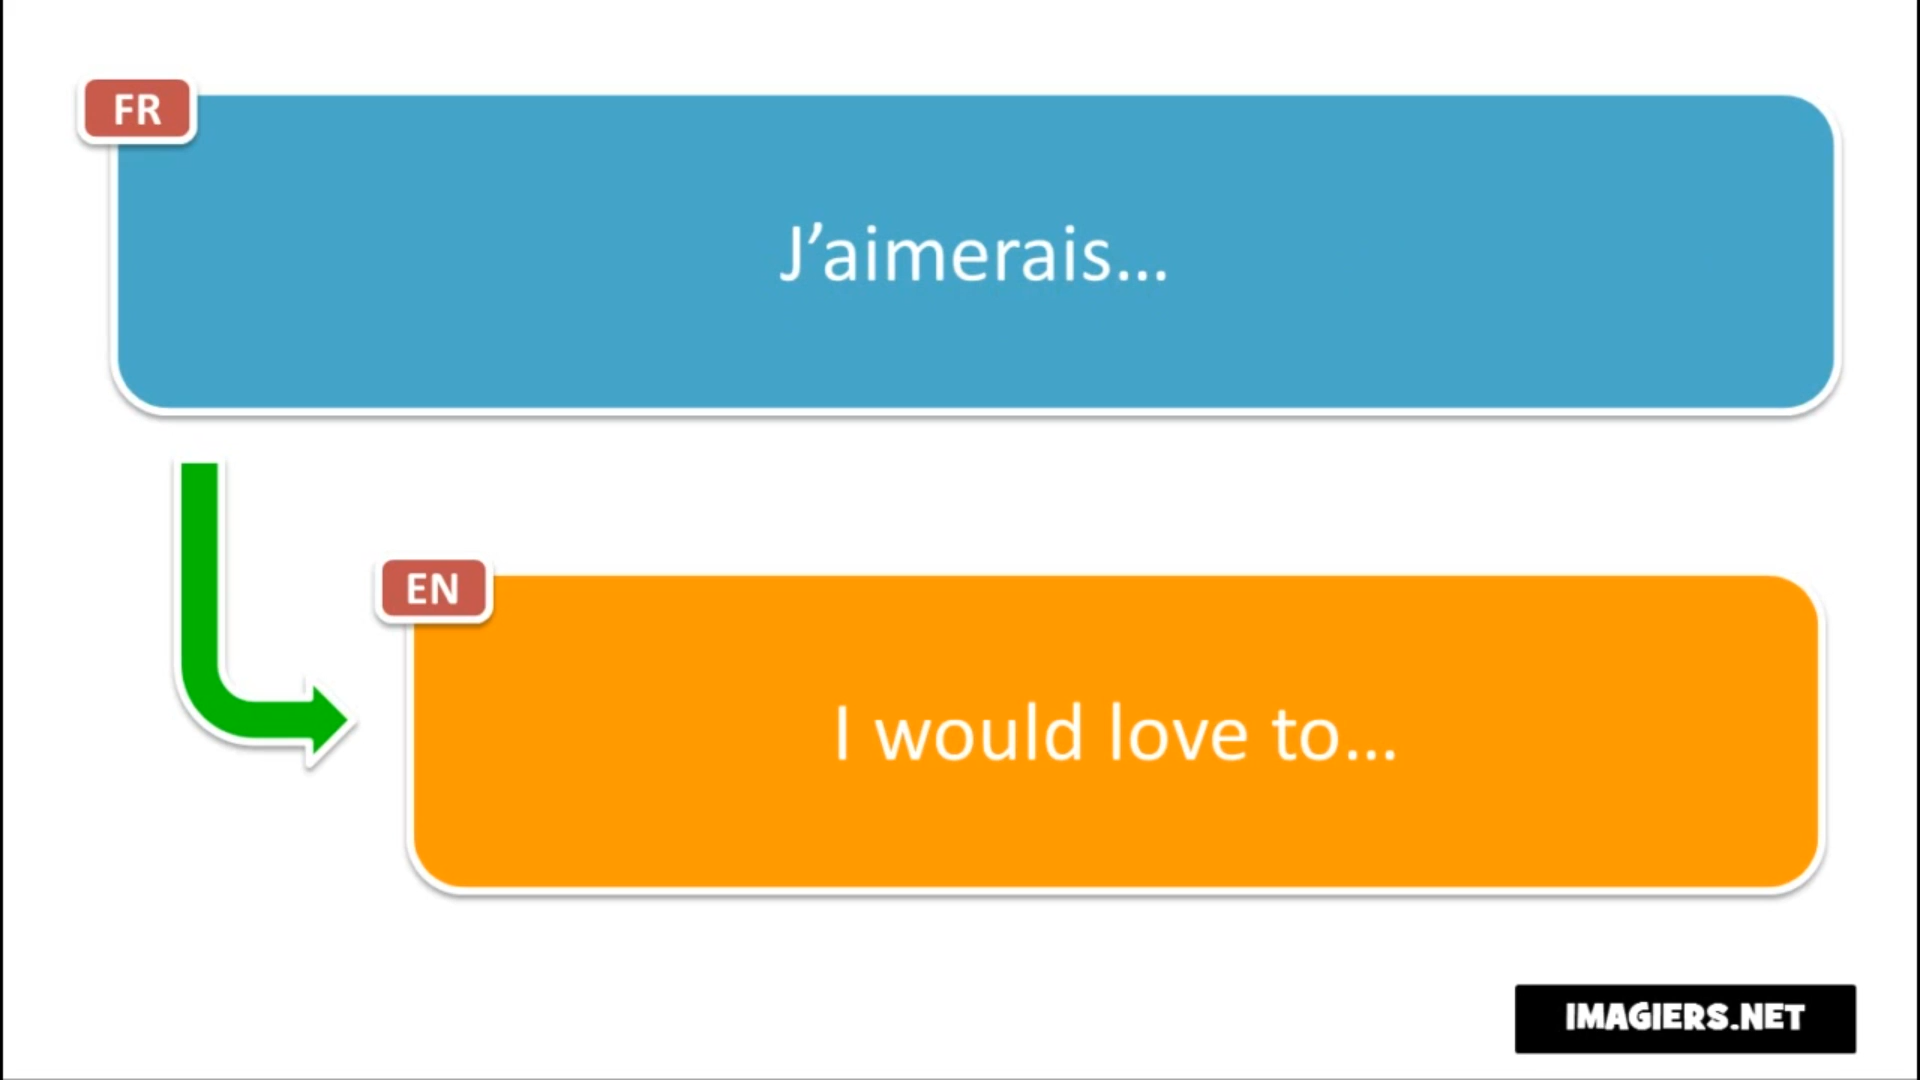 FR
J’aimerais...
EN
I would love to...
IMAGIERS.NET